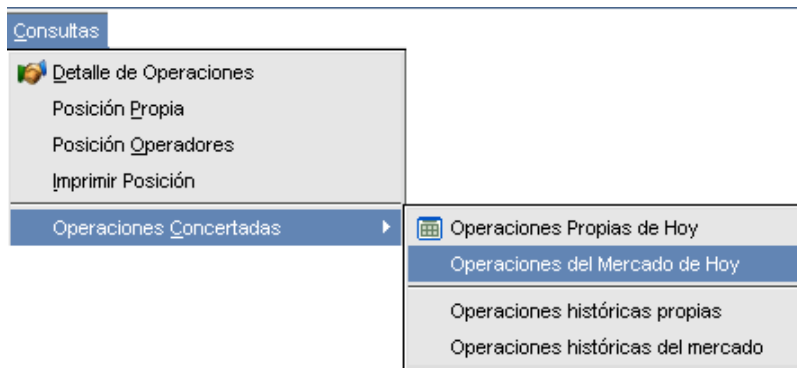 Consultas
Detalle de Operaciones
Posición Propia
Posición Operadores
Imprimir Posición
Operaciones Concertadas
Operaciones Propias de Hoy
Operaciones del Mercado de Hoy
Operaciones históricas propias
Operaciones históricas del mercado